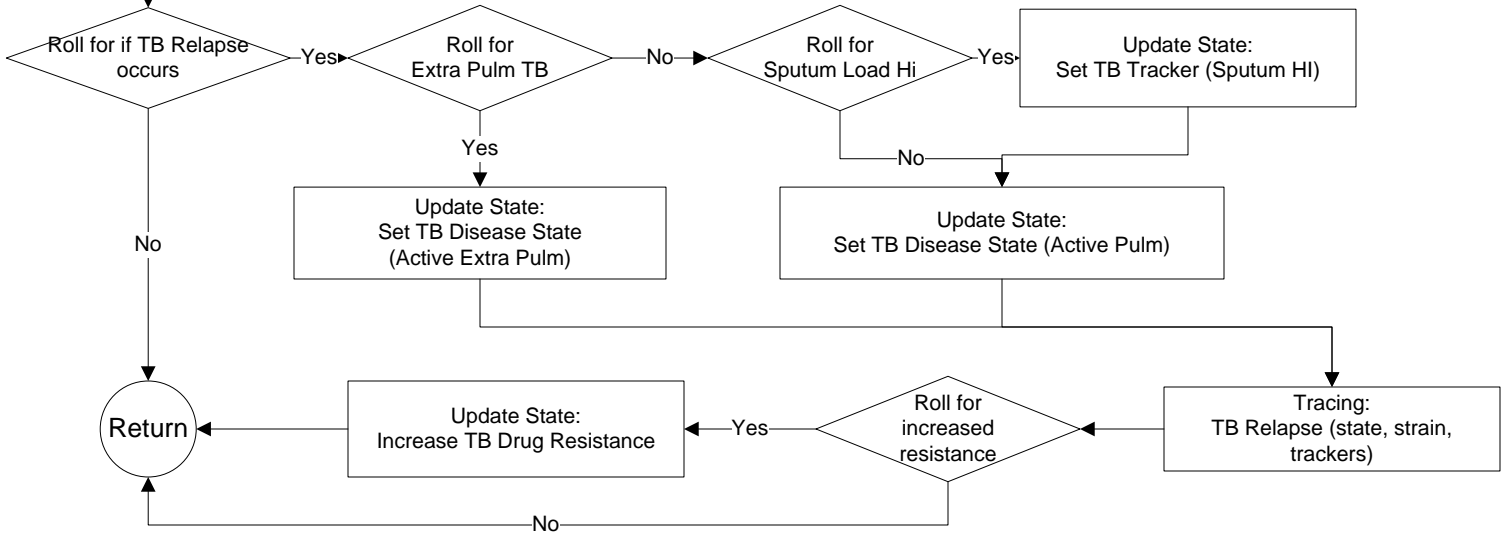 Roll for if TB Relapse
occurs
Yes
Roll for
Extra Pulm TB
No
Roll for
Sputum Load Hi
Yes
Update State:
Set TB Tracker (Sputum HI)
Yes
No
No
Update State:
Set TB Disease State
(Active Extra Pulm)
Update State:
Set TB Disease State (Active Pulm)
Return
Update State:
Increase TB Drug Resistance
Yes
Roll for
increased
resistance
Tracing:
TB Relapse (state, strain,
trackers)
No